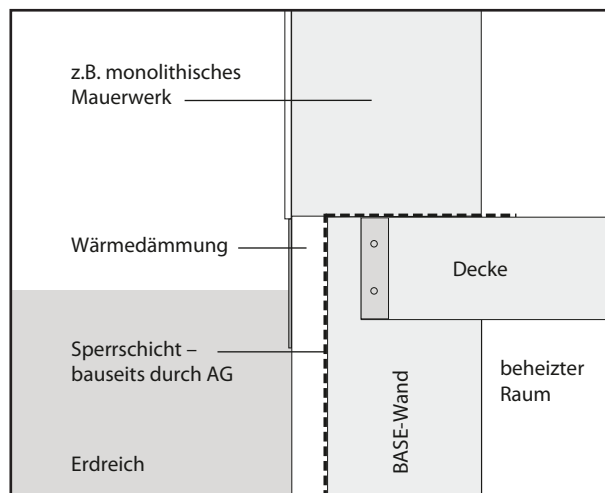 z.B. monolithisches
Mauerwerk
Wärmedämmung
Decke
Sperrschicht –
bauseits durch AG
beheizter
Raum
BASE-Wand
Erdreich